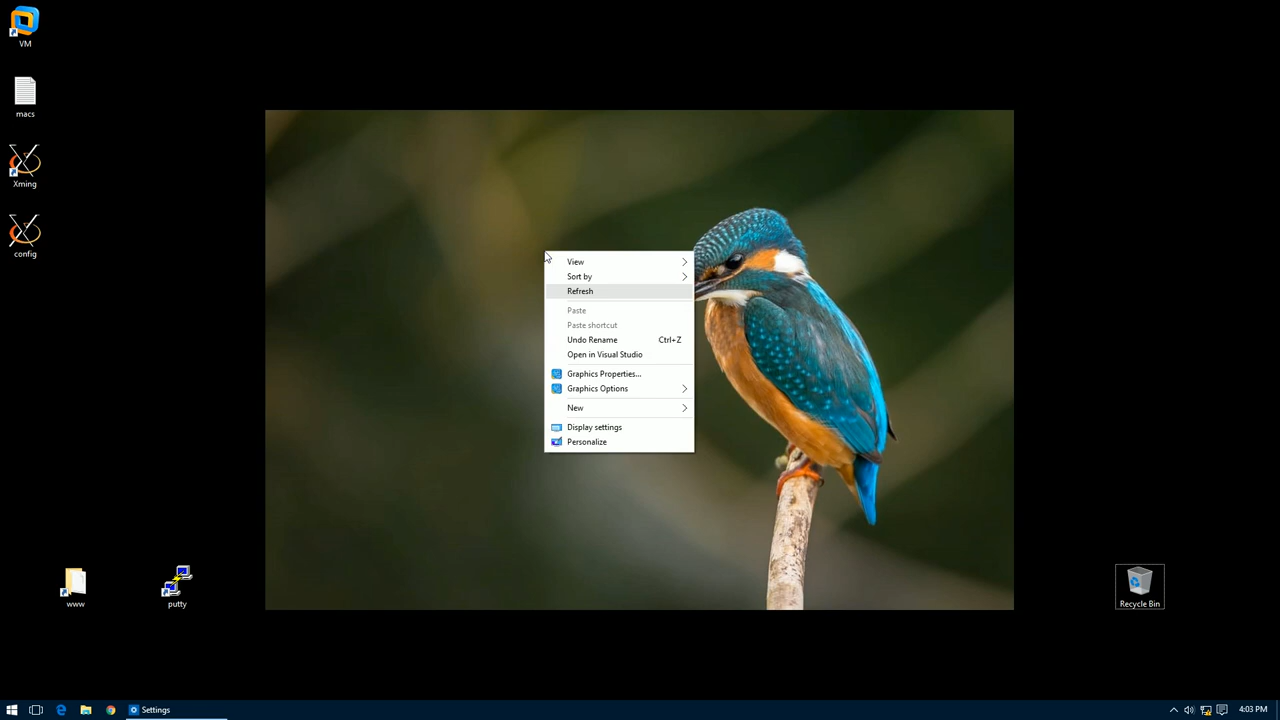 VM
macs
Xming
config
View
Sort by
Refresh
Paste
Paste shortcut
Undo Rename Ctrl+Z
Open in Visual Studio
Graphics Properties...
Graphics Options
New
Display settings
Personalize
www
putty
Recycle Bin
Settings
4:03 PM